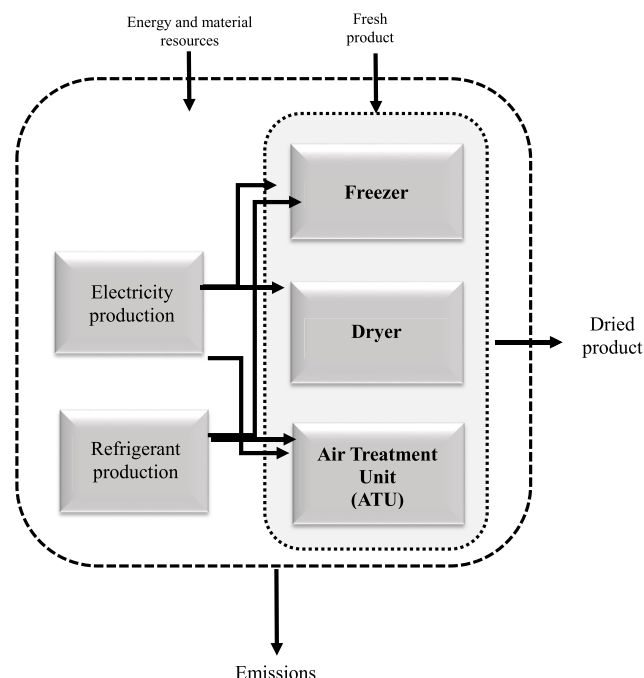 Energy and material
resources
Fresh
product
Freezer
Electricity
production
Dryer
Dried
product
Refrigerant
production
Air Treatment
Unit
(ATU)
Emissions